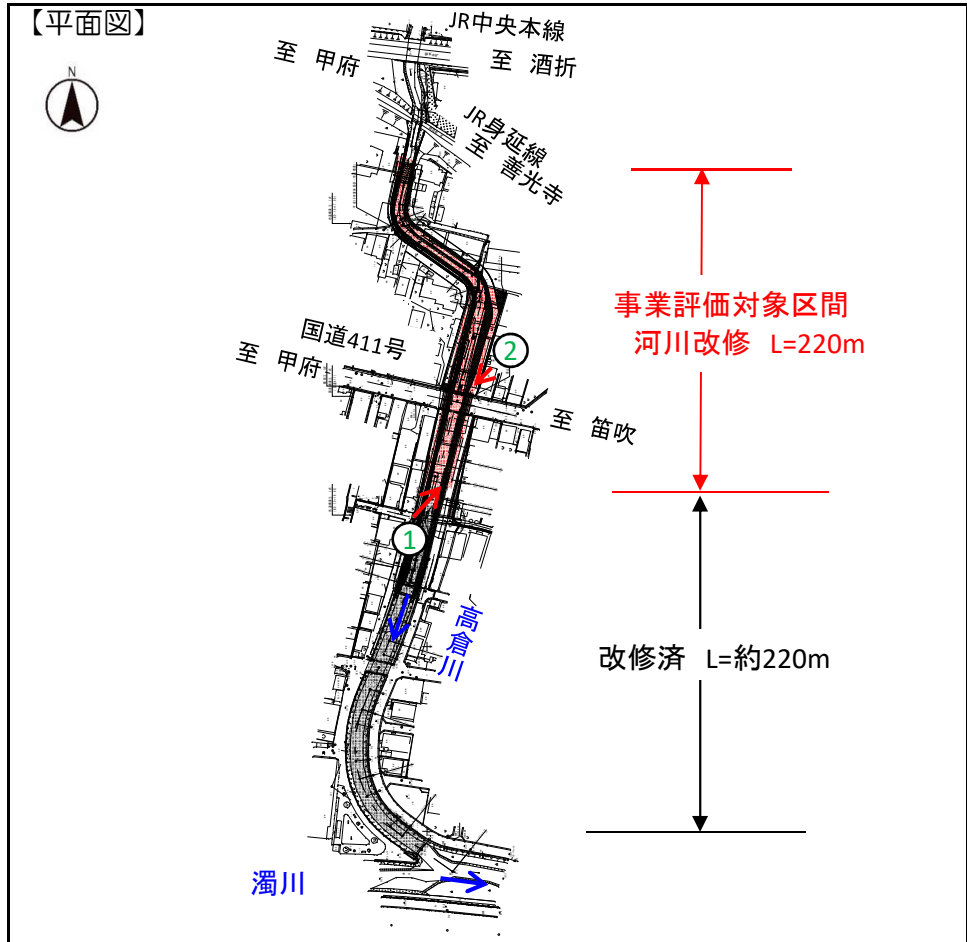 【平面図】
JR中央本線
至 甲府
至 酒折
N
JR身延線
至 善光寺
事業評価対象区間
河川改修 L=220m
国道411号
至 甲府
②
至 笛吹
①
高倉川
改修済 L=約220m
濁川